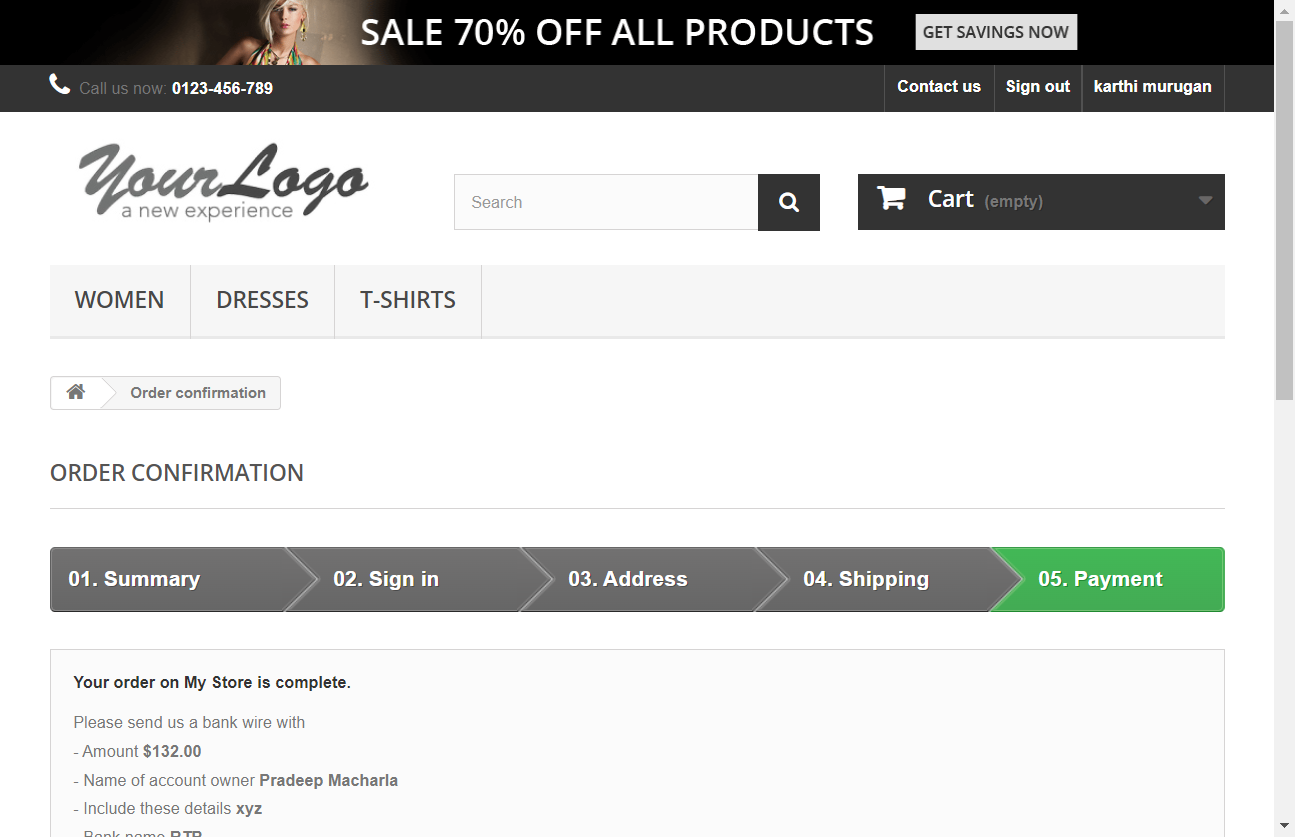 SALE 70% OFF ALL PRODUCTS GET SAVINGS NOW
Call us now: 0123-456-789 Contact us Sign out karthi murugan
YourLogo
a new experience
Search
Cart (empty)
WOMEN DRESSES T-SHIRTS
Order confirmation
ORDER CONFIRMATION
01. Summary 02. Sign in 03. Address 04. Shipping 05. Payment
Your order on My Store is complete.
Please send us a bank wire with
- Amount $132.00
- Name of account owner Pradeep Macharla
- Include these details xyz
- Bank name RTP